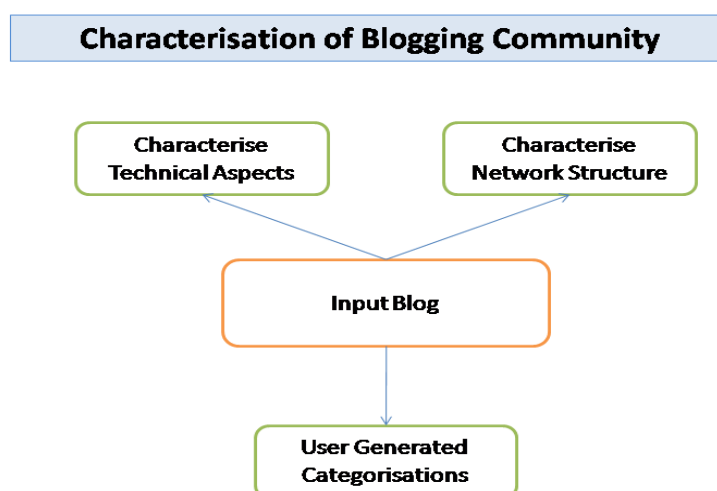 Characterisation of Blogging Community
Characterise
Technical Aspects
Characterise
Network Structure
Input Blog
User Generated
Categorisations